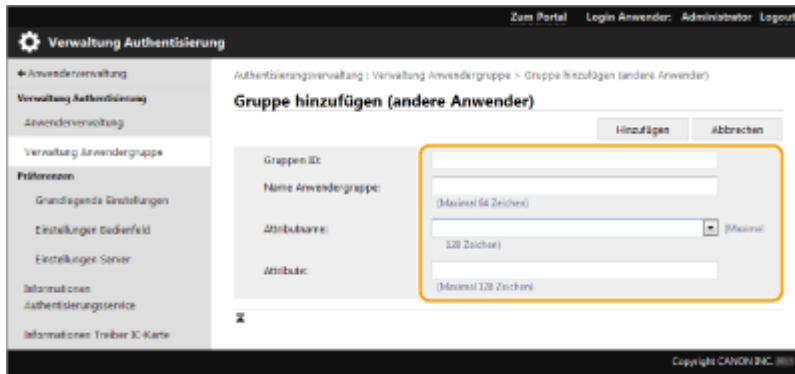 Zum Portal Login Anwender: Administrator Logout
Verwaltung Authentisierung
Anwenderverwaltung
Authentisierungsverwaltung : Verwaltung Anwendergruppe > Gruppe hinzufügen (andere Anwender)
Verwaltung Authentisierung
Gruppe hinzufügen (andere Anwender)
Anwenderverwaltung
Hinzufügen Abbrechen
Verwaltung Anwendergruppe
Gruppen ID:
Präferenzen
Name Anwendergruppe:
Grundlegende Einstellungen
(Maximal 64 Zeichen)
Einstellungen Bedienfeld
Attributname:
(Maximal
128 Zeichen)
Einstellungen Server
Attribute:
(Maximal 128 Zeichen)
Informationen
Authentisierungsservice
Informationen Treiber IC-Karte
Copyright CANON INC.